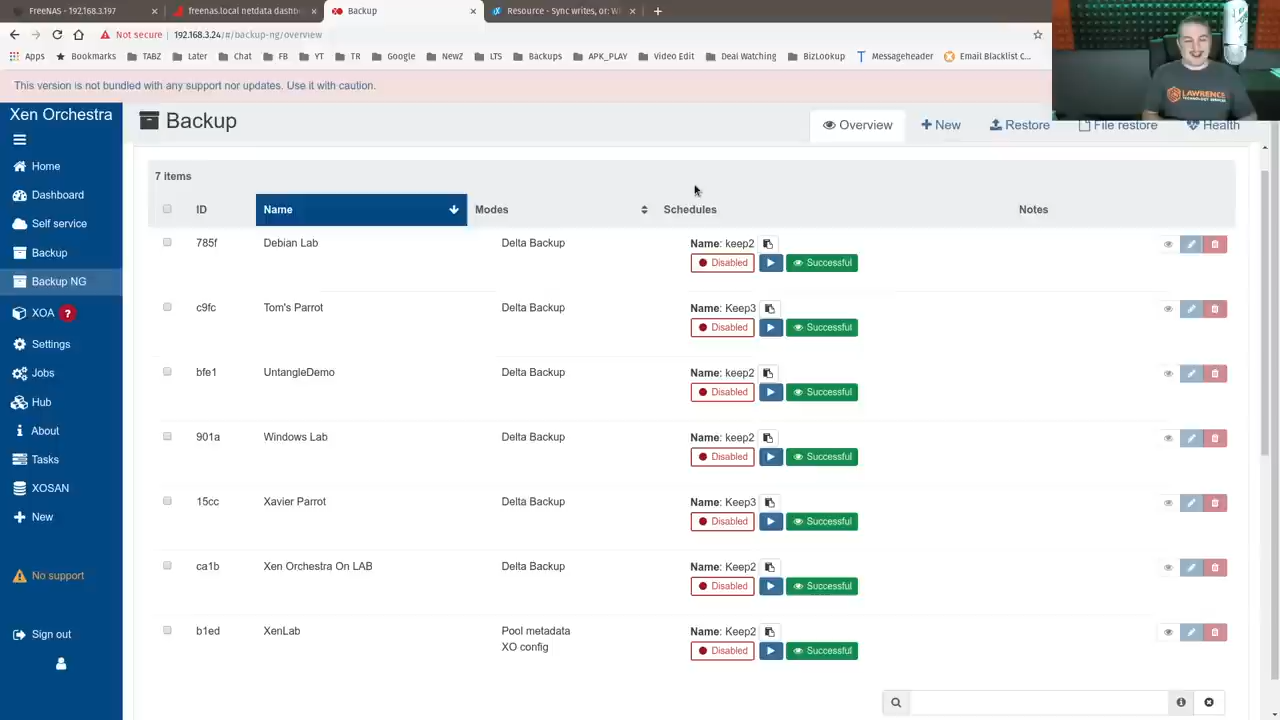 FreeNAS - 192.168.3.197
freenas.local netdata dashb
Backup
Resource - Sync writes, or: W
Not secure 192.168.3.24/#/backup-ng/overview
Apps Bookmarks TABZ Later Chat FB YT TR Google NewZ LTS Backups APK_PLAY Video Edit Deal Watching BizLookup Messageheader Email Blacklist C...
This version is not bundled with any support nor updates. Use it with caution.
Xen Orchestra
Home
Dashboard
Self service
Backup
Backup NG
XOA ?
Settings
Jobs
Hub
About
Tasks
XOSAN
New
No support
Sign out
Backup
Overview New Restore File restore Health
LAWRENCE
TECHNOLOGY SERVICES
7 items
ID Name Modes Schedules Notes
785f Debian Lab Delta Backup Name: keep2
Disabled Successful
c9fc Tom's Parrot Delta Backup Name: Keep3
Disabled Successful
bfe1 UntangleDemo Delta Backup Name: keep2
Disabled Successful
901a Windows Lab Delta Backup Name: keep2
Disabled Successful
15cc Xavier Parrot Delta Backup Name: Keep3
Disabled Successful
ca1b Xen Orchestra On LAB Delta Backup Name: Keep2
Disabled Successful
b1ed XenLab Pool metadata Name: Keep2
XO config Disabled Successful